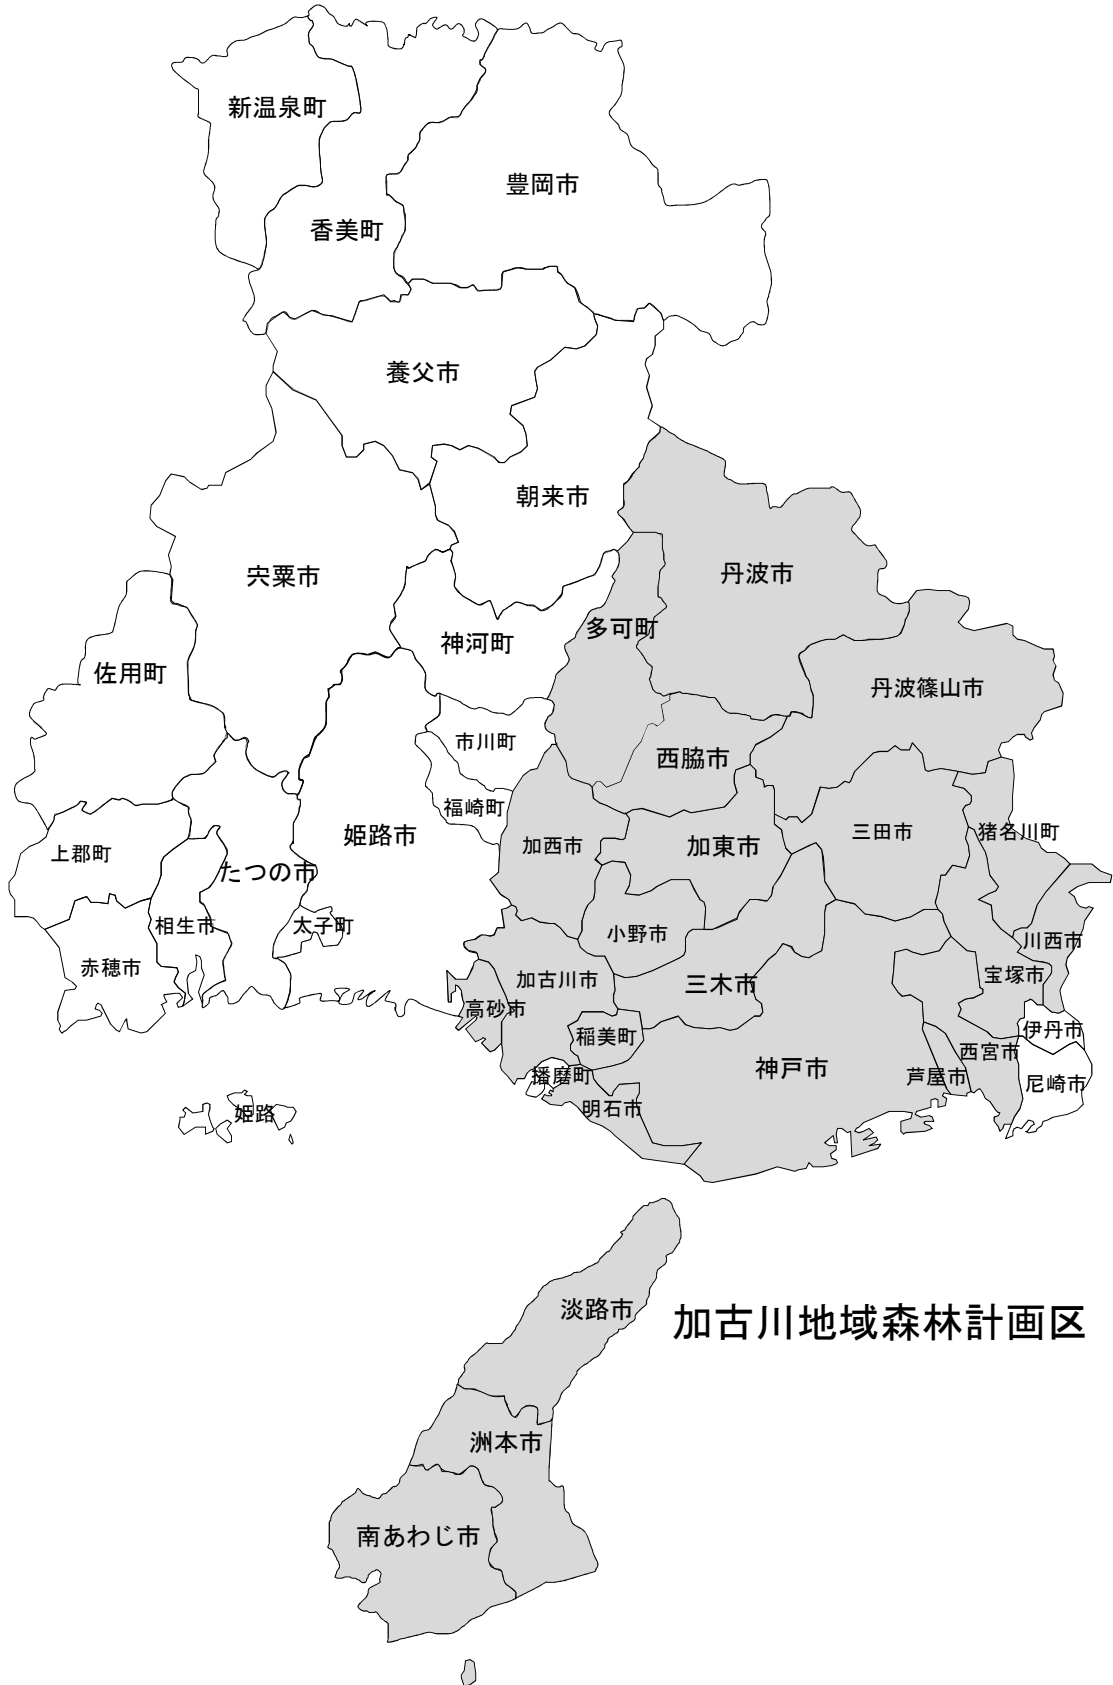 新温泉町
豊岡市
香美町
養父市
朝来市
丹波市
宍粟市
多可町
神河町
佐用町
丹波篠山市
市川町
西脇市
福崎町
姫路市
加西市
加東市
三田市
猪名川町
上郡町
たつの市
相生市
太子町
小野市
川西市
赤穂市
加古川市
三木市
宝塚市
高砂市
稲美町
伊丹市
西宮市
神戸市
播磨町
芦屋市
尼崎市
明石市
姫路
淡路市
加古川地域森林計画区
洲本市
南あわじ市